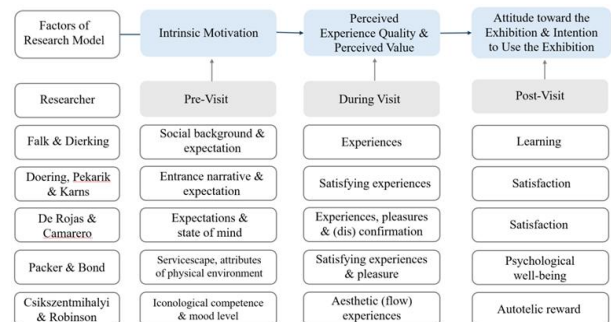 Factors of
Research Model
Intrinsic Motivation
Perceived
Experience Quality &
Perceived Value
Attitude toward the
Exhibition & Intention
to Use the Exhibition
Researcher
Pre-Visit
During Visit
Post-Visit
Falk & Dierking
Social background &
expectation
Experiences
Learning
Doering, Pekarik
& Karns
Entrance narrative &
expectation
Satisfying experiences
Satisfaction
De Rojas &
Camarero
Expectations &
state of mind
Experiences, pleasures
& (dis) confirmation
Satisfaction
Packer & Bond
Servicescape, attributes
of physical environment
Satisfying experiences
& pleasure
Psychological
well-being
Csikszentmihalyi
& Robinson
Iconological competence
& mood level
Aesthetic (flow)
experiences
Autotelic reward